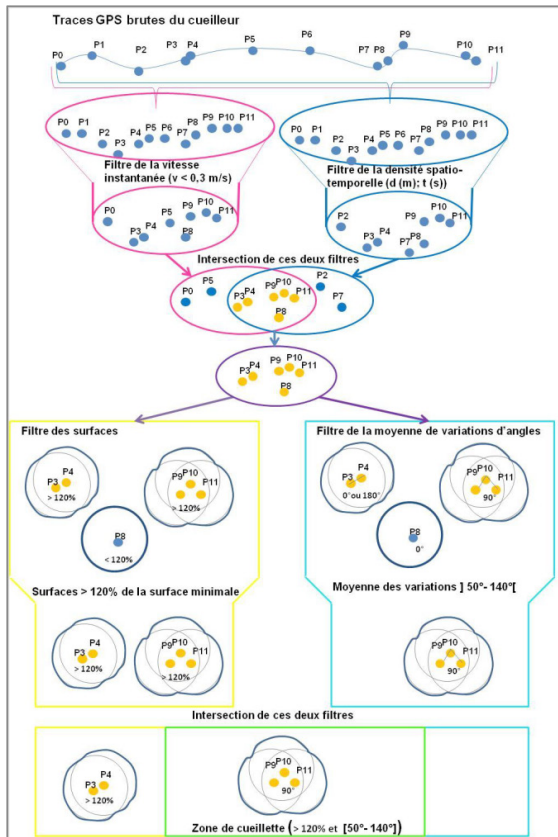 Traces GPS brutes du cueilleur
P0 P1 P2 P3 P4 P5 P6 P7 P8 P9 P10 P11
P0 P1 P2 P3 P4 P5 P6 P7 P8 P9 P10 P11
Filtre de la vitesse
instantanée (v < 0,3 m/s)
P0 P1 P2 P3 P4 P5 P6 P7 P8 P9 P10 P11
Filtre de la densité spatio-
temporelle (d (m); t (s))
P0 P3 P4 P5 P8 P9 P10 P11
P2 P3 P4 P7 P8 P9 P10 P11
Intersection de ces deux filtres
P0 P5 P3 P4 P9 P10 P11 P8 P2 P7
P3 P4 P9 P10 P11 P8
Filtre des surfaces
P3 P4
> 120%
P9 P10 P11
> 120%
P8
< 120%
Surfaces > 120% de la surface minimale
P3 P4
> 120%
P9 P10 P11
> 120%
Filtre de la moyenne de variations d'angles
P3 P4
0° ou 180°
P9 P10 P11
90°
P8
0°
Moyenne des variations ] 50°- 140°[
P9 P10 P11
90°
Intersection de ces deux filtres
P3 P4
> 120%
P9 P10 P11
90°
Zone de cueillette ( > 120% et [50°- 140°])